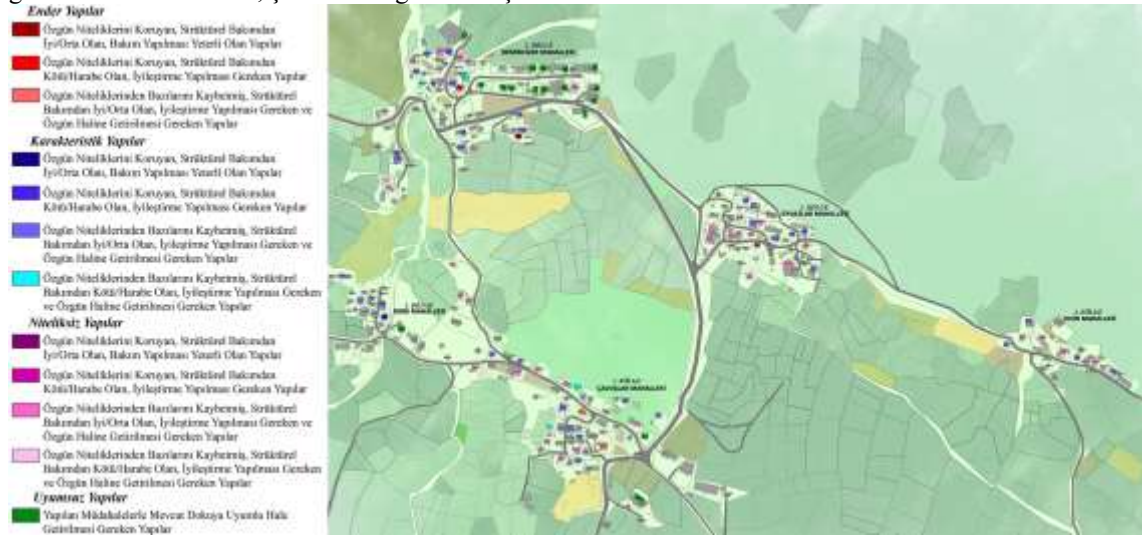 Ender Yapılar
Özgün Niteliklerini Koruyan, Strüktürel Bakımdan
İyi/Orta Olan, Bakım Yapılması Yeterli Olan Yapılar
Özgün Niteliklerini Koruyan, Strüktürel Bakımdan
Kötü/Harabe Olan, İyileştirme Yapılması Gereken Yapılar
Özgün Niteliklerinden Bazılarını Kaybetmiş, Strüktürel
Bakımdan İyi/Orta Olan, İyileştirme Yapılması Gereken ve
Özgün Haline Getirilmesi Gereken Yapılar
Karakteristik Yapılar
Özgün Niteliklerini Koruyan, Strüktürel Bakımdan
İyi/Orta Olan, Bakım Yapılması Yeterli Olan Yapılar
Özgün Niteliklerini Koruyan, Strüktürel Bakımdan
Kötü/Harabe Olan, İyileştirme Yapılması Gereken Yapılar
Özgün Niteliklerinden Bazılarını Kaybetmiş, Strüktürel
Bakımdan İyi/Orta Olan, İyileştirme Yapılması Gereken ve
Özgün Haline Getirilmesi Gereken Yapılar
Özgün Niteliklerinden Bazılarını Kaybetmiş, Strüktürel
Bakımdan Kötü/Harabe Olan, İyileştirme Yapılması Gereken
ve Özgün Haline Getirilmesi Gereken Yapılar
Niteliksiz Yapılar
Özgün Niteliklerini Koruyan, Strüktürel Bakımdan
İyi/Orta Olan, Bakım Yapılması Yeterli Olan Yapılar
Özgün Niteliklerini Koruyan, Strüktürel Bakımdan
Kötü/Harabe Olan, İyileştirme Yapılması Gereken Yapılar
Özgün Niteliklerinden Bazılarını Kaybetmiş, Strüktürel
Bakımdan İyi/Orta Olan, İyileştirme Yapılması Gereken ve
Özgün Haline Getirilmesi Gereken Yapılar
Özgün Niteliklerinden Bazılarını Kaybetmiş, Strüktürel
Bakımdan Kötü/Harabe Olan, İyileştirme Yapılması Gereken
ve Özgün Haline Getirilmesi Gereken Yapılar
Uyumsuz Yapılar
Yapılan Müdahalelerle Mevcut Dokuya Uyumlu Hale
Getirilmesi Gereken Yapılar
MAHALLESİ
MAHALLESİ
MAHALLESİ
MAHALLESİ
MAHALLESİ